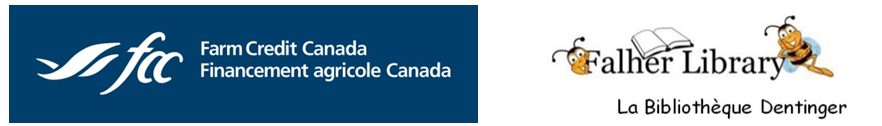 fcc
Farm Credit Canada
Financement agricole Canada
Falher Library
La Bibliothèque Dentinger